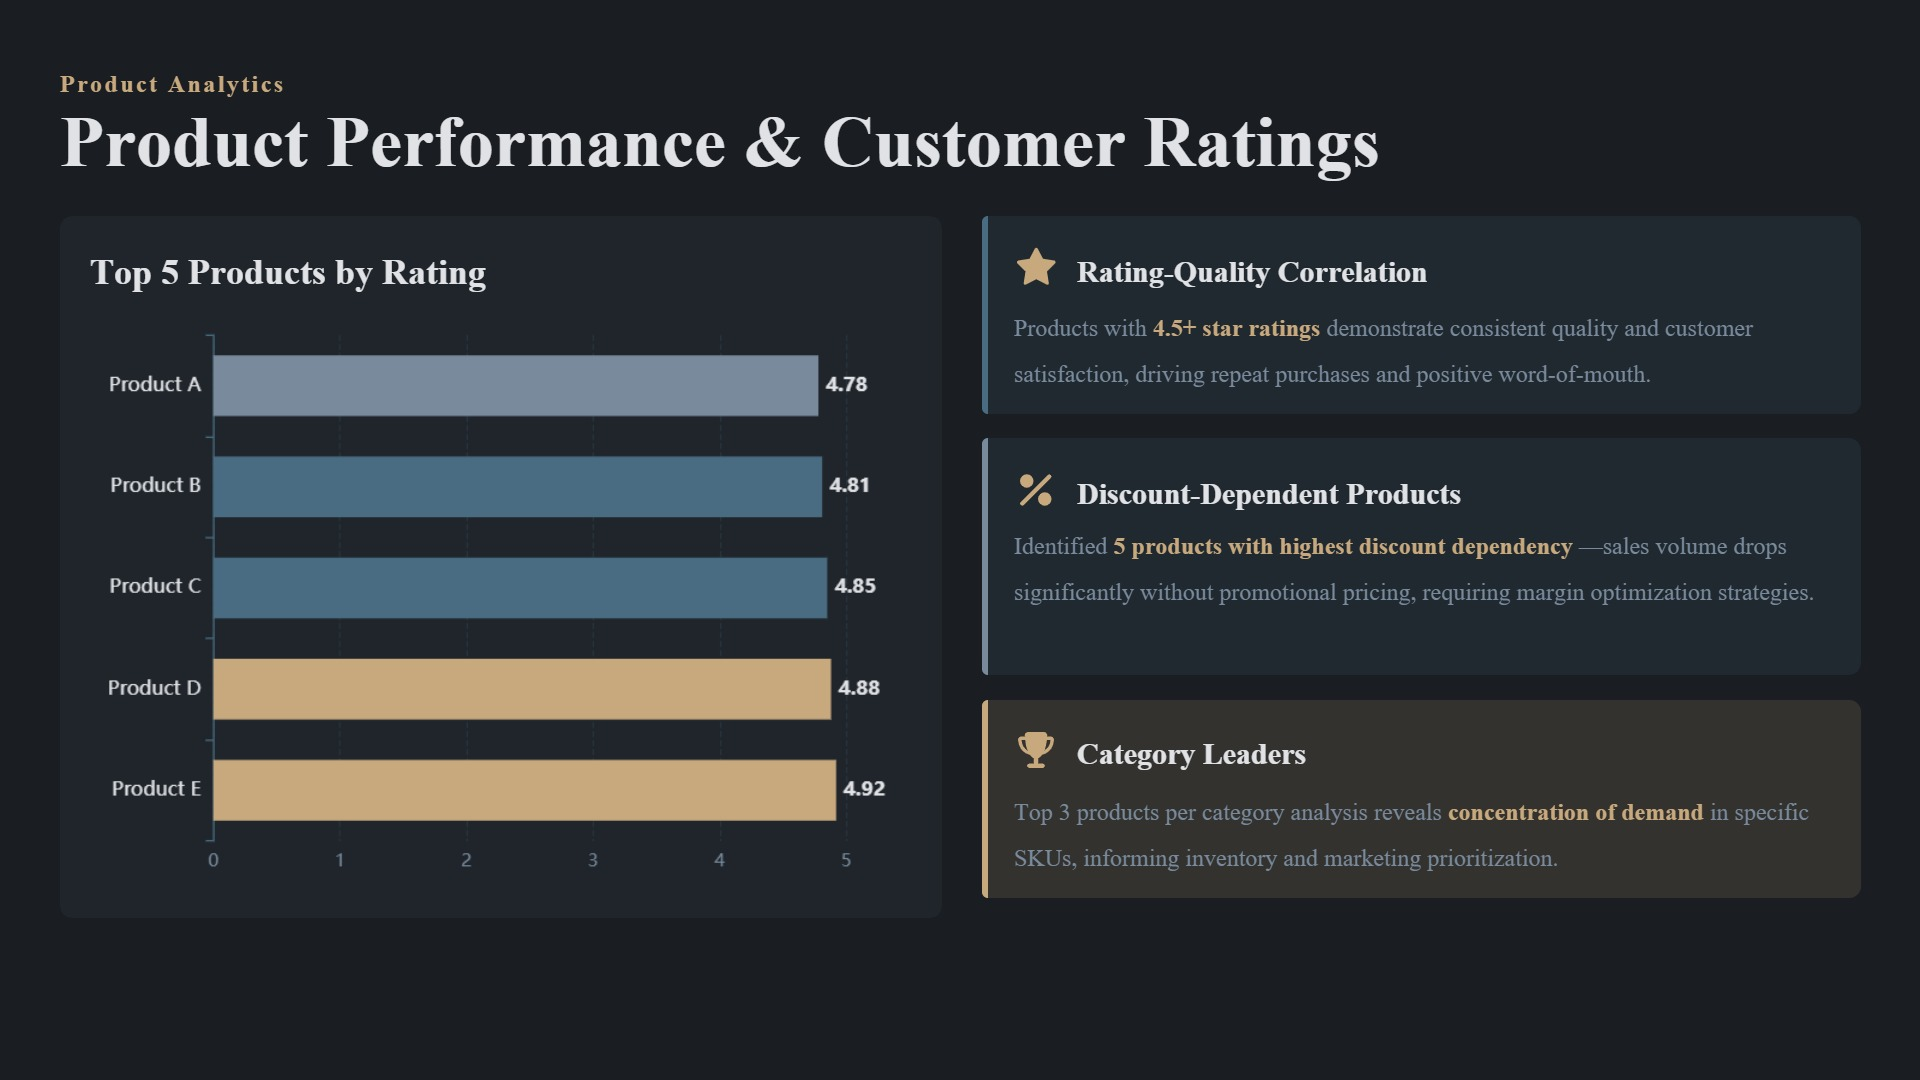 Product Analytics
Product Performance & Customer Ratings
Top 5 Products by Rating
Product A 4.78
Product B 4.81
Product C 4.85
Product D 4.88
Product E 4.92
0 1 2 3 4 5
Rating-Quality Correlation
Products with 4.5+ star ratings demonstrate consistent quality and customer
satisfaction, driving repeat purchases and positive word-of-mouth.
Discount-Dependent Products
Identified 5 products with highest discount dependency —sales volume drops
significantly without promotional pricing, requiring margin optimization strategies.
Category Leaders
Top 3 products per category analysis reveals concentration of demand in specific
SKUs, informing inventory and marketing prioritization.